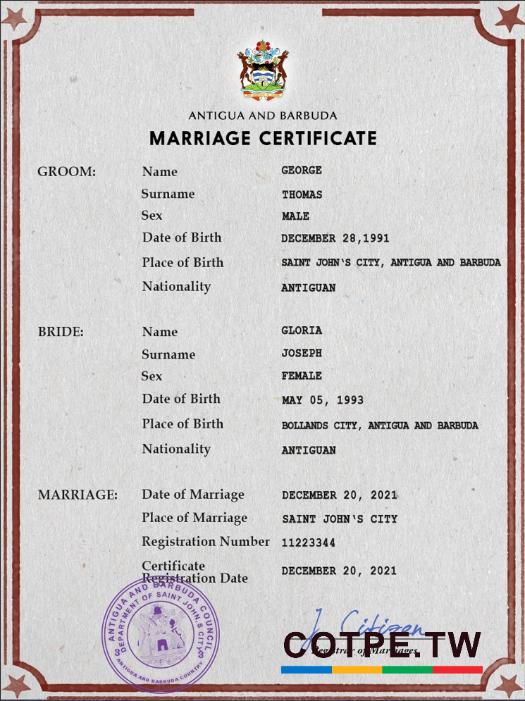 ANTIGUA AND BARBUDA
MARRIAGE CERTIFICATE
GROOM:
Name GEORGE
Surname THOMAS
Sex MALE
Date of Birth DECEMBER 28,1991
Place of Birth SAINT JOHN'S CITY, ANTIGUA AND BARBUDA
Nationality ANTIGUAN
BRIDE:
Name GLORIA
Surname JOSEPH
Sex FEMALE
Date of Birth MAY 05, 1993
Place of Birth BOLLANDS CITY, ANTIGUA AND BARBUDA
Nationality ANTIGUAN
MARRIAGE:
Date of Marriage DECEMBER 20, 2021
Place of Marriage SAINT JOHN'S CITY
Registration Number 11223344
Certificate
Registration Date DECEMBER 20, 2021
ANTIGUA AND BARBUDA COUNCIL
DEPARTMENT OF SAINT JOHN'S CITY
ANTIGUA AND BARBUDA COUNTRY
J. Citizen
Registrar of Marriages
COTPE.TW